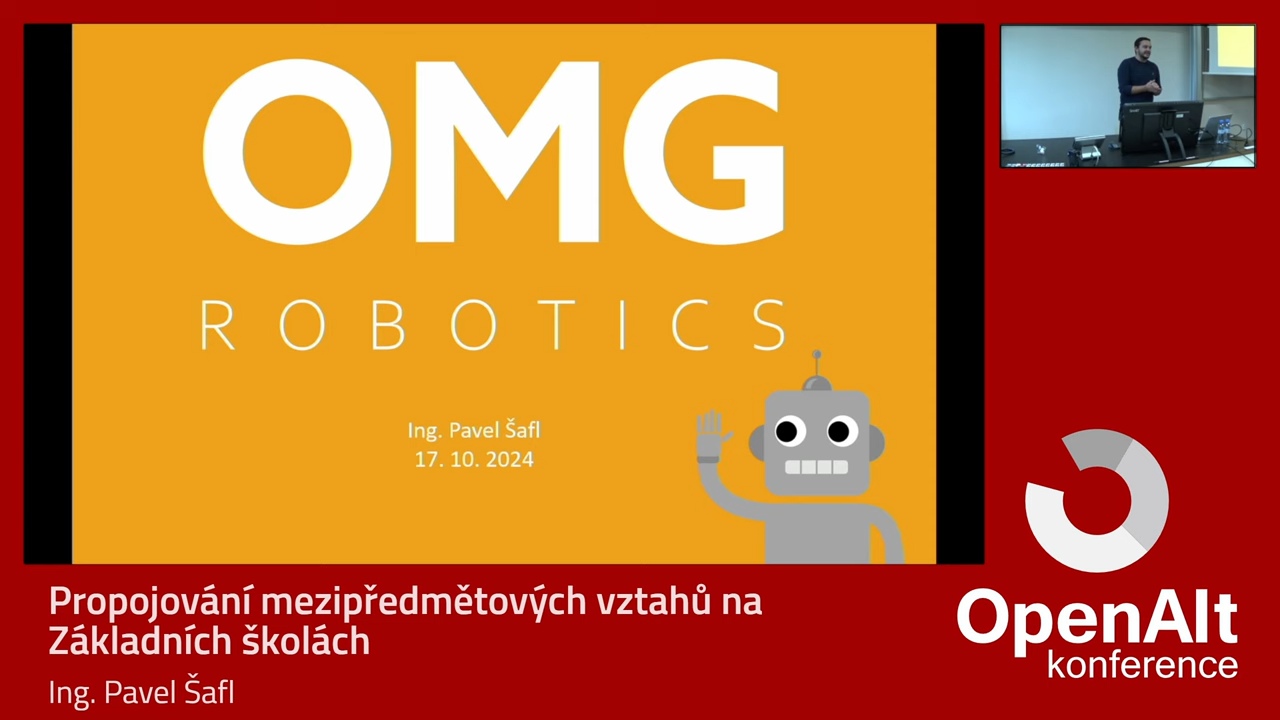 OMG
ROBOTICS
Ing. Pavel Šafl
17. 10. 2024
Propojování mezipředmětových vztahů na
Základních školách
Ing. Pavel Šafl
OpenAlt
konference